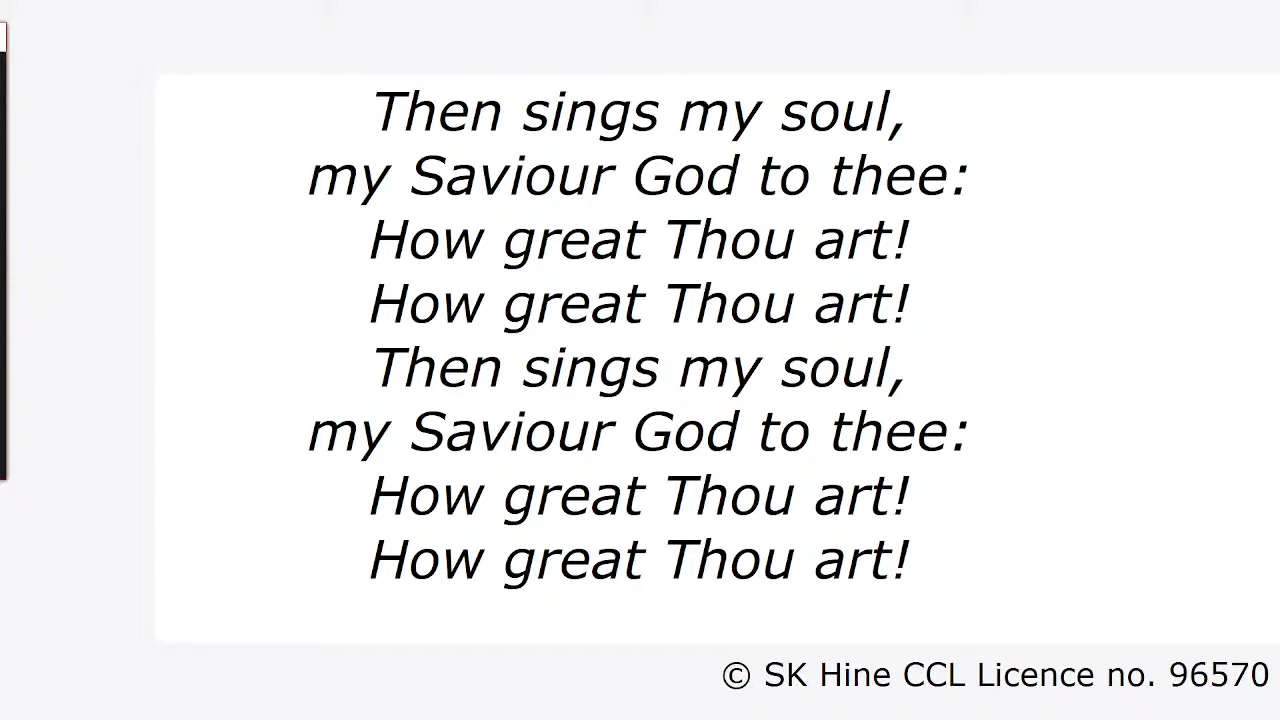 Then sings my soul,
my Saviour God to thee:
How great Thou art!
How great Thou art!
Then sings my soul,
my Saviour God to thee:
How great Thou art!
How great Thou art!
© SK Hine CCL Licence no. 96570